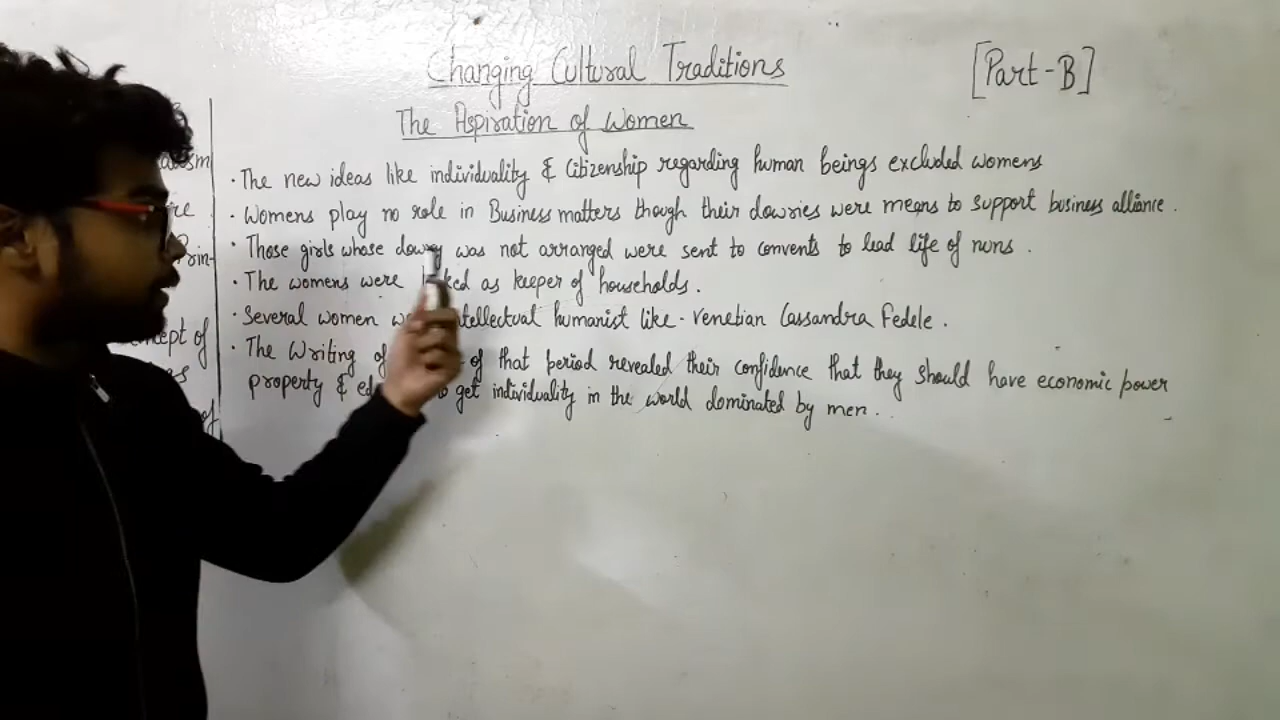 Changing Cultural Traditions
[Part-B]
The Aspiration of Women
· The new ideas like individuality & Citizenship regarding human beings excluded womens
· Womens play no role in Business matters though their dowries were means to support business alliance.
· Those girls whose dowry was not arranged were sent to convents to lead life of nuns.
· The womens were as keeper of households.
· Several women intellectual humanist like - Venetian Cassandra Fedele.
· The Writing of of that period revealed their confidence that they should have economic power
property & to get individuality in the world dominated by men.